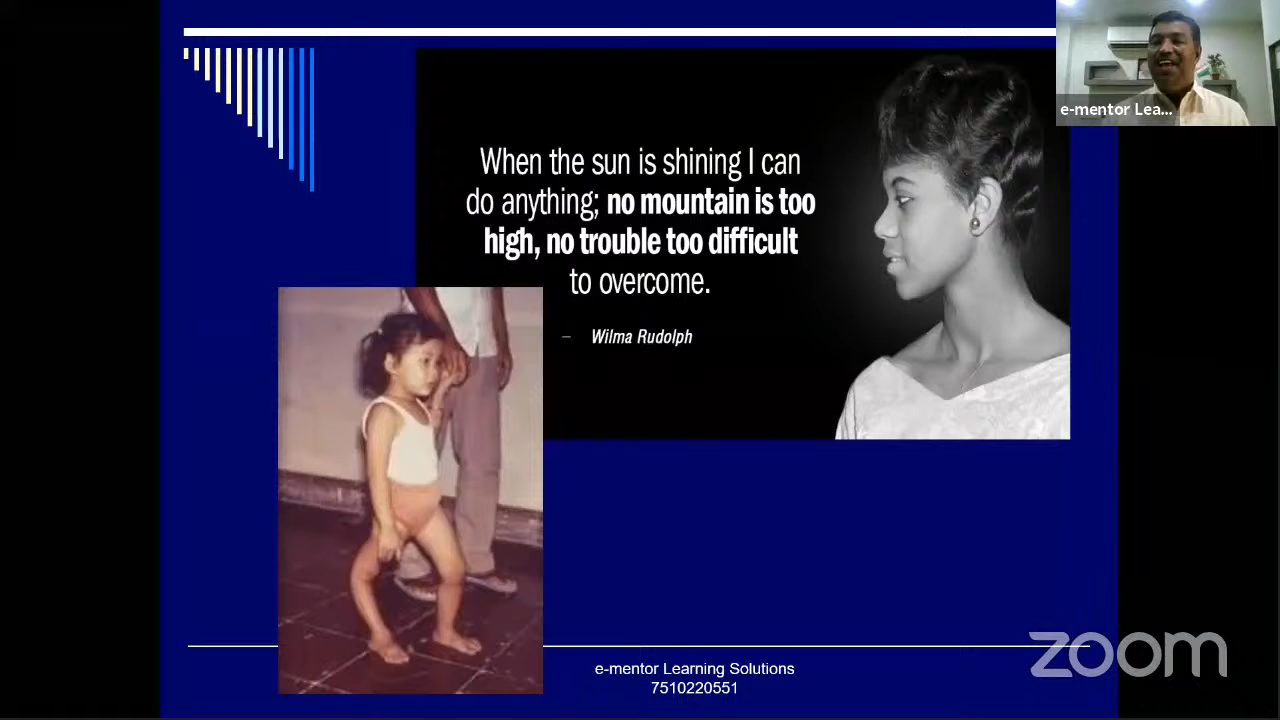 e-mentor Lea...
When the sun is shining I can
do anything; no mountain is too
high, no trouble too difficult
to overcome.
– Wilma Rudolph
e-mentor Learning Solutions
7510220551
zoom